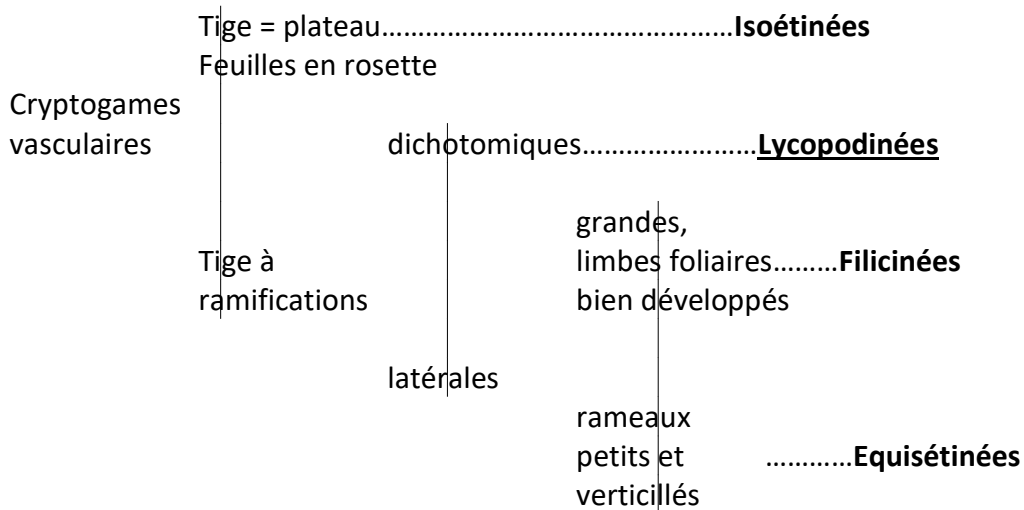 Tige = plateau…………………………………………Isoétinées
Feuilles en rosette
Cryptogames
vasculaires
dichotomiques……………………Lycopodinées
grandes,
Tige à
limbes foliaires………Filicinées
ramifications
bien développés
latérales
rameaux
petits et
…………Equisétinées
verticillés